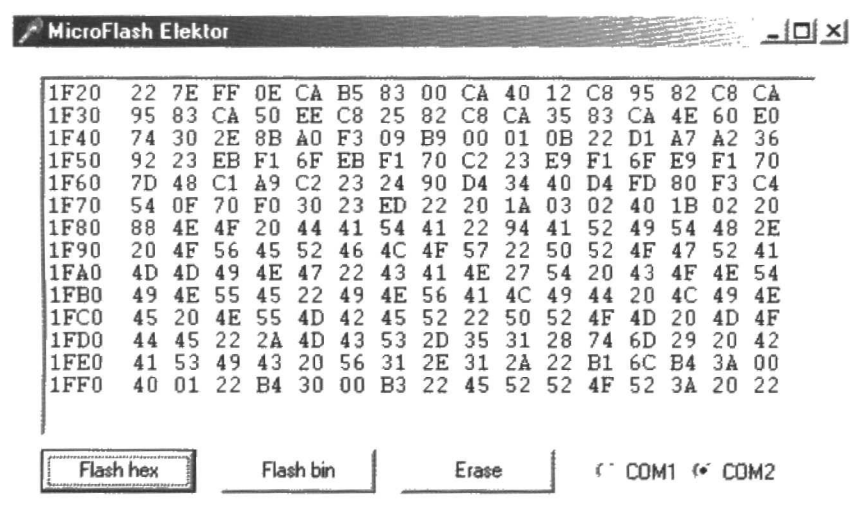 MicroFlash Elektor
1F20 22 7E FF 0E CA B5 83 00 CA 40 12 C8 95 82 C8 CA
1F30 95 83 CA 50 EE C8 25 82 C8 CA 35 83 CA 4E 60 E0
1F40 74 30 2E 8B A0 F3 09 B9 00 01 0B 22 D1 A7 A2 36
1F50 92 23 EB F1 6F EB F1 70 C2 23 E9 F1 6F E9 F1 70
1F60 7D 48 C1 A9 C2 23 24 90 D4 34 40 D4 FD 80 F3 C4
1F70 54 0F 70 F0 30 23 ED 22 20 1A 03 02 40 1B 02 20
1F80 88 4E 4F 20 44 41 54 41 22 94 41 52 49 54 48 2E
1F90 20 4F 56 45 52 46 4C 4F 57 22 50 52 4F 47 52 41
1FA0 4D 4D 49 4E 47 22 43 41 4E 27 54 20 43 4F 4E 54
1FB0 49 4E 55 45 22 49 4E 56 41 4C 49 44 20 4C 49 4E
1FC0 45 20 4E 55 4D 42 45 52 22 50 52 4F 4D 20 4D 4F
1FD0 44 45 22 2A 4D 43 53 2D 35 31 28 74 6D 29 20 42
1FE0 41 53 49 43 20 56 31 2E 31 2A 22 B1 6C B4 3A 00
1FF0 40 01 22 B4 30 00 B3 22 45 52 52 4F 52 3A 20 22
Flash hex Flash bin Erase COM1 COM2